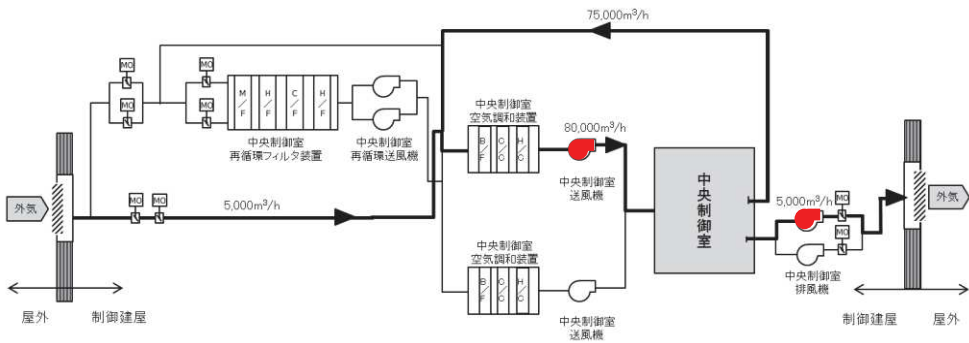 75,000m³/h
MO
MO
MO
MO
M/F
H/F
C/F
H/F
中央制御室
再循環フィルタ装置
中央制御室
再循環送風機
中央制御室
空気調和装置
B/F
C/C
H/C
80,000m³/h
中央制御室
送風機
外気
MO
MO
5,000m³/h
中央制御室
5,000m³/h
MO
MO
中央制御室
排風機
外気
中央制御室
空気調和装置
B/F
C/C
H/C
中央制御室
送風機
屋外
制御建屋
制御建屋
屋外